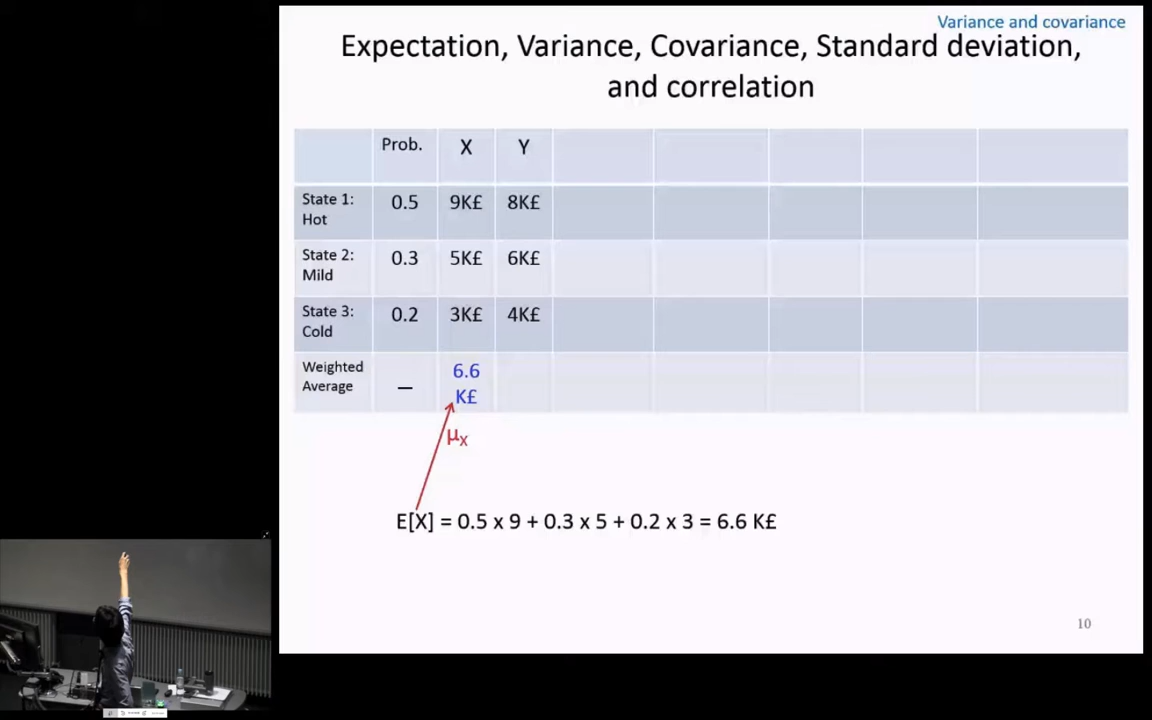 Variance and covariance
Expectation, Variance, Covariance, Standard deviation,
and correlation
Prob. X Y
State 1: 0.5 9K£ 8K£
Hot
State 2: 0.3 5K£ 6K£
Mild
State 3: 0.2 3K£ 4K£
Cold
Weighted 6.6
Average – K£
μX
E[X] = 0.5 x 9 + 0.3 x 5 + 0.2 x 3 = 6.6 K£
10